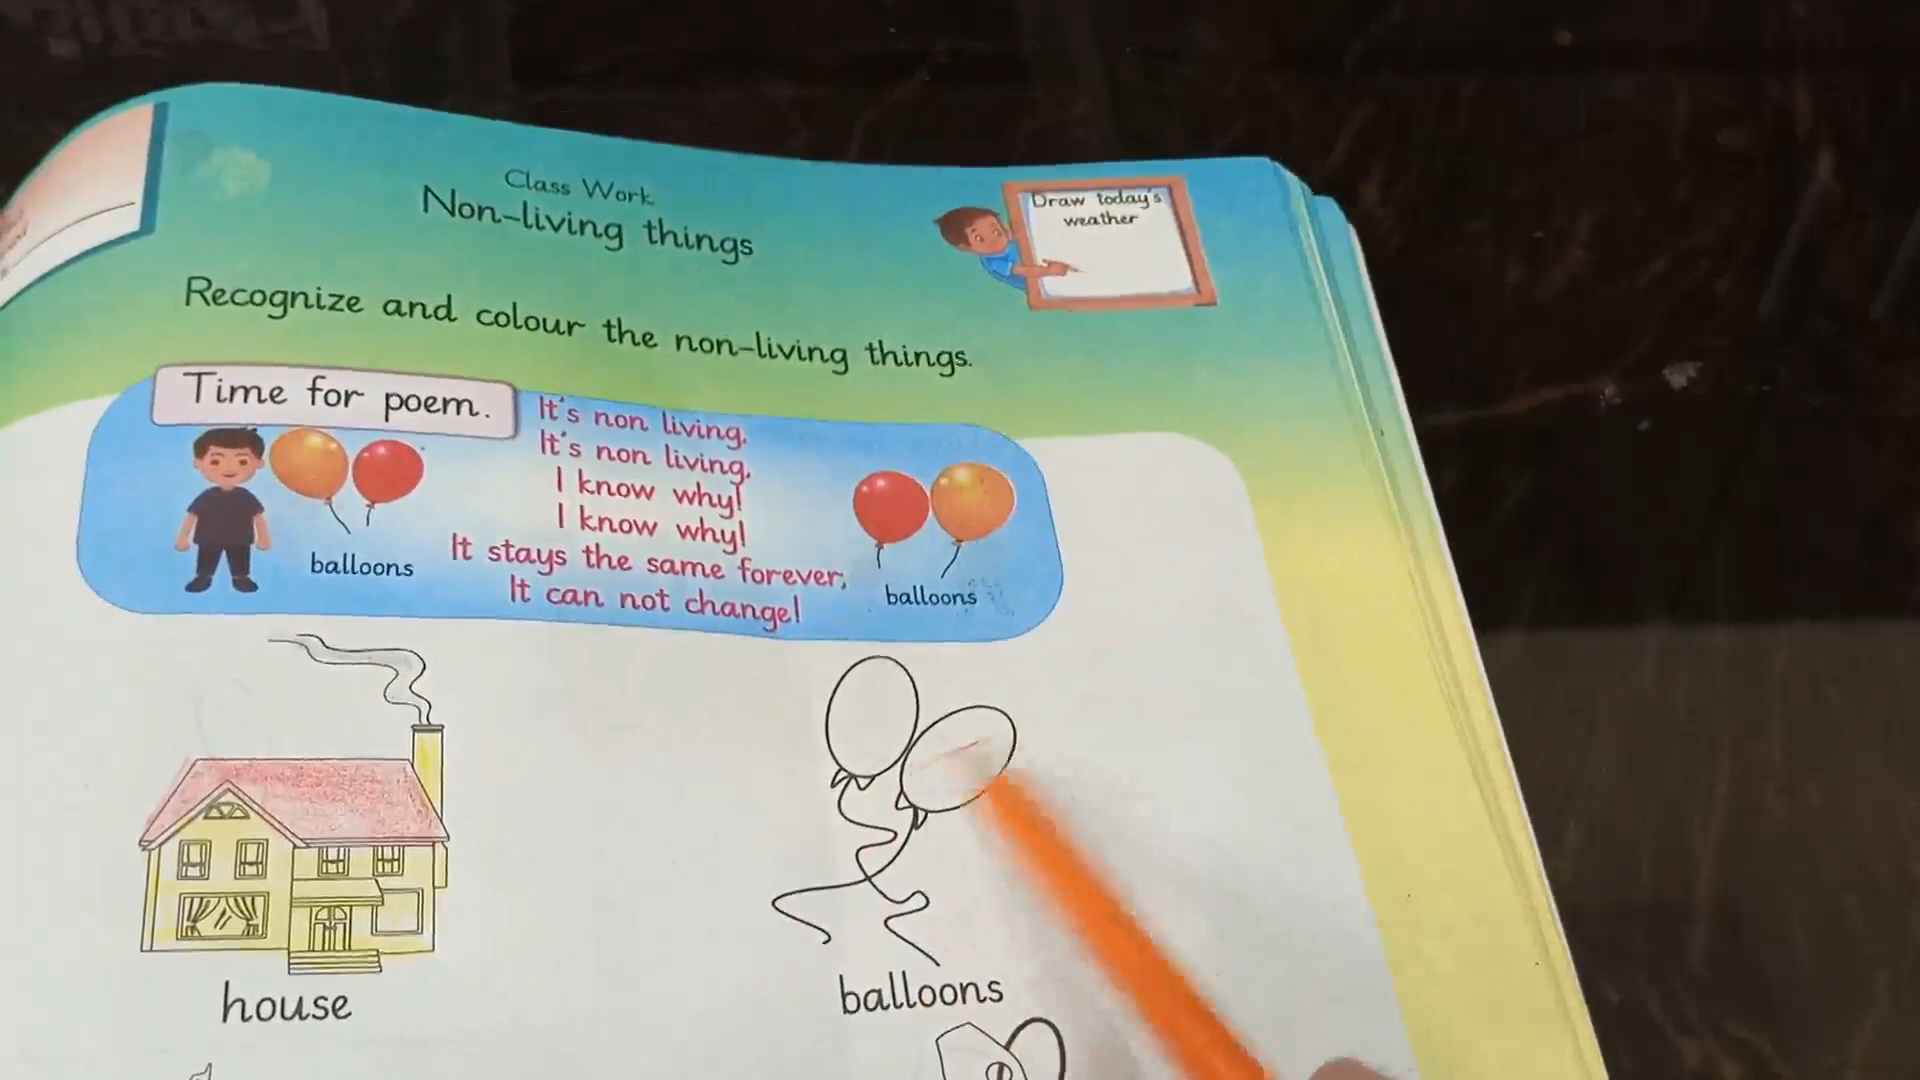 Class Work
Non-living things
Draw today's
weather
Recognize and colour the non-living things.
Time for poem.
It's non living,
It's non living,
I know why!
I know why!
It stays the same forever,
It can not change!
balloons
balloons
house
balloons